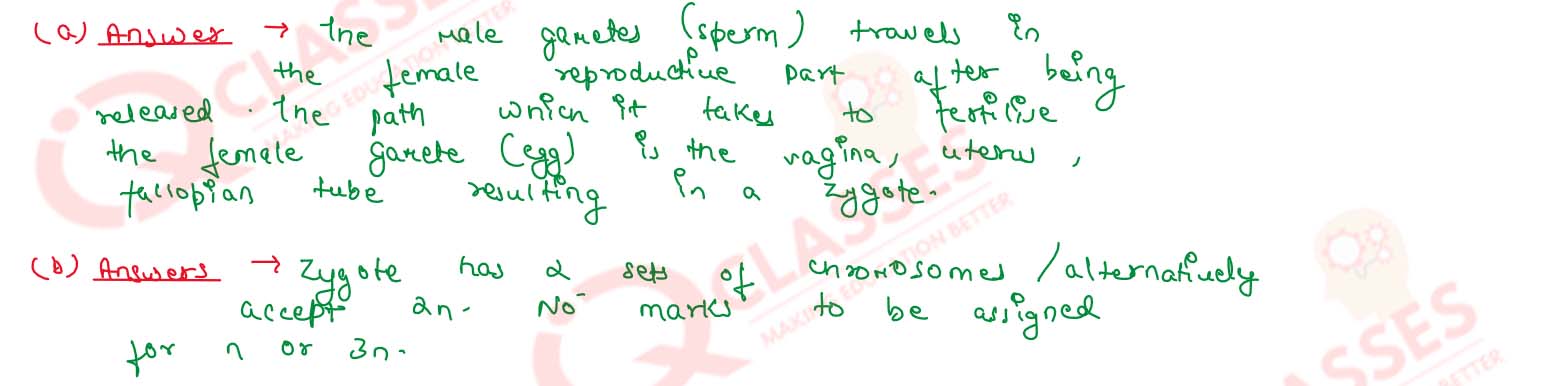 (a) Answer → The male gametes (sperm) travels in
the female reproductive part after being
released. The path which it takes to fertilise
the female gamete (egg) is the vagina, uterus,
fallopian tube resulting in a zygote.
(b) Answers → Zygote has 2 sets of chromosomes / alternatively
accept 2n. No marks to be assigned
for n or 3n.
CLASSES
MAKING EDUCATION BETTER
CLASSES
MAKING EDUCATION BETTER
SSES
BETTER